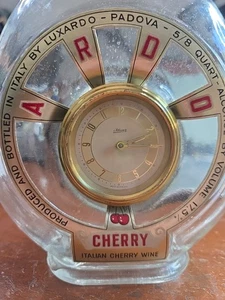 PRODUCED AND BOTTLED IN ITALY BY LUXARDO - PADOVA - 5/8 QUART. ALCOHOL VOLUME 17.5%
A R D O
CHERRY
ITALIAN CHERRY WINE